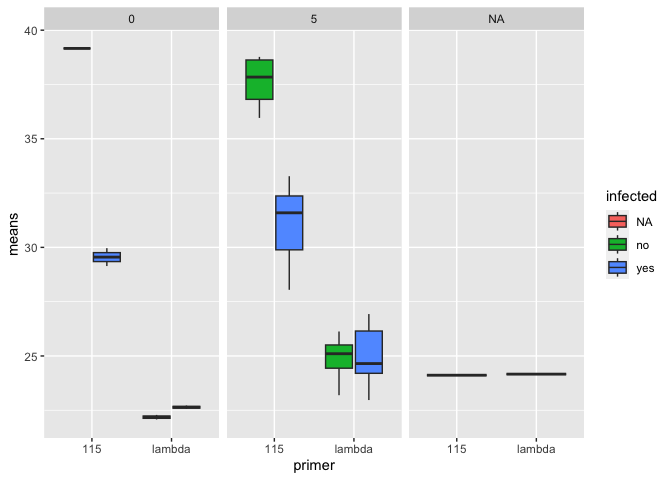 0 5 NA
40
35
30
25
means
115 lambda 115 lambda 115 lambda
primer
infected
NA
no
yes